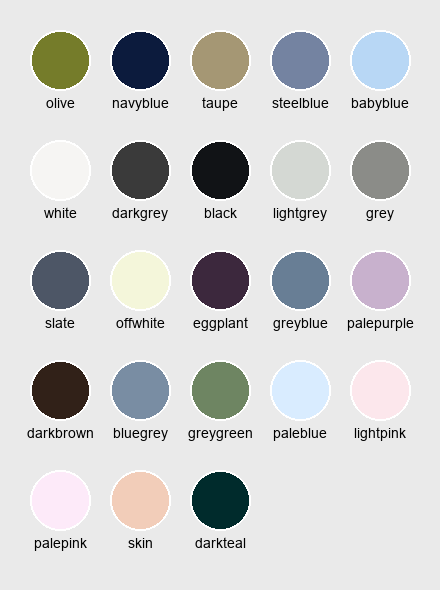 olive navyblue taupe steelblue babyblue
white darkgrey black lightgrey grey
slate offwhite eggplant greyblue palepurple
darkbrown bluegrey greygreen paleblue lightpink
palepink skin darkteal